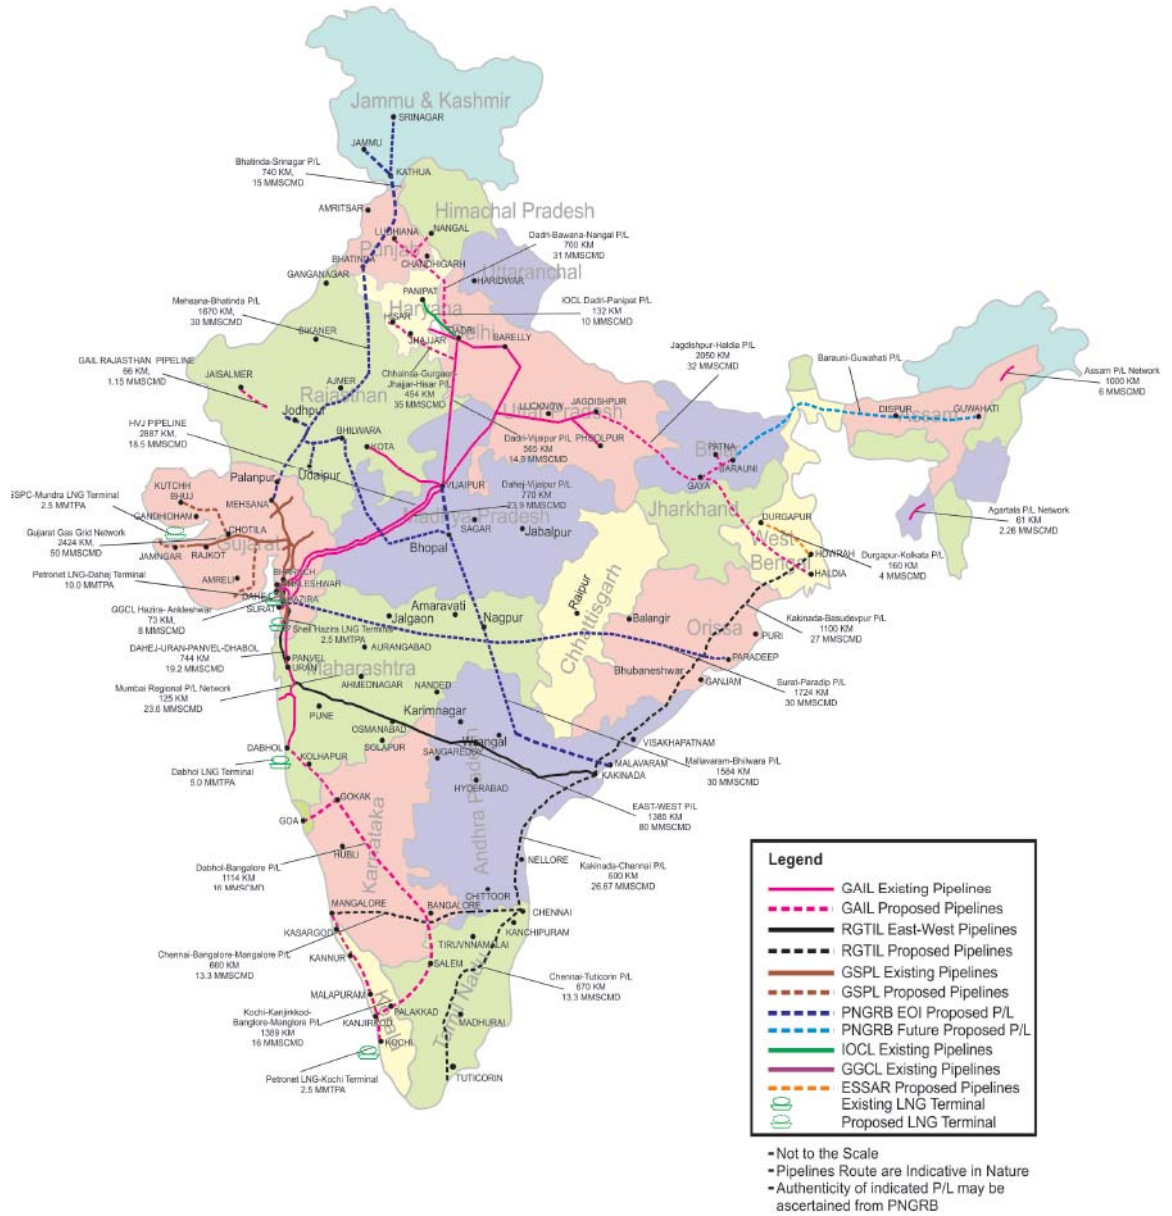 Jammu & Kashmir
SRINAGAR
JAMMU
Bhatinda-Srinagar P/L
740 KM,
15 MMSCMD
KATHUA
AMRITSAR
Himachal Pradesh
LUDHIANA
NANGAL
Punjab
Dadri-Bawana-Nangal P/L
760 KM
31 MMSCMD
CHANDHIGARH
BHATINDA
GANGANAGAR
Uttaranchal
HARIDWAR
PANIPAT
Mehsana-Bhatinda P/L
1670 KM,
30 MMSCMD
Haryana
HISAR
IOCL Dadri-Panipat P/L
132 KM
10 MMSCMD
BIKANER
JHAJJAR
DADRI
Delhi
BARELLY
Jagdishpur-Haldia P/L
2050 KM
32 MMSCMD
Barauni-Guwahati P/L
Assam P/L Network
1000 KM
6 MMSCMD
GAIL RAJASTHAN PIPELINE
66 KM,
1.15 MMSCMD
JAISALMER
AJMER
Rajasthan
Chhainsa-Gurgaon-
Jhajjar-Hisar P/L
454 KM
35 MMSCMD
Jodhpur
LUCKNOW
JAGDISHPUR
Uttar Pradesh
DISPUR
GUWAHATI
Assam
HVJ PIPELINE
2887 KM,
18.5 MMSCMD
BHILWARA
KOTA
Dadri-Vijaipur P/L
565 KM
14.9 MMSCMD
PHOOLPUR
PATNA
BARAUNI
GAYA
Udaipur
Palanpur
VIJAIPUR
Dahej-Vijaipur P/L
770 KM
23.9 MMSCMD
KUTCHH
BHUJ
GSPC-Mundra LNG Terminal
2.5 MMTPA
MEHSANA
GANDHIDHAM
Madhya Pradesh
SAGAR
Jabalpur
Jharkhand
DURGAPUR
Agartala P/L Network
61 KM
2.26 MMSCMD
Gujarat Gas Grid Network
2424 KM,
50 MMSCMD
CHOTILA
Gujarat
JAMNGAR
RAJKOT
Bhopal
West
Bengal
HOWRAH
HALDIA
Durgapur-Kolkata P/L
160 KM
4 MMSCMD
Petronet LNG-Dahej Terminal
10.0 MMTPA
AMRELI
BHARUCH
DAHEJ
HAZIRA
SURAT
GGCL Hazira- Ankleshwar
73 KM,
8 MMSCMD
Shell Hazira LNG Terminal
2.5 MMTPA
Amaravati
Jalgaon
Nagpur
Raipur
Chhattisgarh
Balangir
Orissa
Kakinada-Basudevpur P/L
1100 KM
27 MMSCMD
DAHEJ-URAN-PANVEL-DHABOL
744 KM
19.2 MMSCMD
AURANGABAD
PURI
PARADEEP
PANVEL
URAN
Maharashtra
Bhubaneshwar
GANJAM
Surat-Paradip P/L
1724 KM
30 MMSCMD
Mumbai Regional P/L Network
125 KM
23.6 MMSCMD
AHMEDNAGAR
NANDED
PUNE
Karimnagar
OSMANABAD
SOLAPUR
SANGAREDDY
VISAKHAPATNAM
Mallavaram-Bhilwara P/L
1584 KM
30 MMSCMD
DABHOL
KOLHAPUR
MALAVARAM
KAKINADA
Dabhol LNG Terminal
5.0 MMTPA
HYDERABAD
Andhra Pradesh
GOKAK
GOA
EAST-WEST P/L
1385 KM
80 MMSCMD
HUBLI
Karnataka
NELLORE
Dabhol-Bangalore P/L
1114 KM
16 MMSCMD
Kakinada-Chennai P/L
600 KM
26.67 MMSCMD
CHITTOOR
MANGALORE
BANGALORE
CHENNAI
KASARGOD
KANCHIPURAM
TIRUVNNAMALAI
Chennai-Bangalore-Mangalore P/L
660 KM
13.3 MMSCMD
KANNUR
SALEM
Chennai-Tuticorin P/L
670 KM
13.3 MMSCMD
MALAPURAM
Kerala
Tamil Nadu
Kochi-Kanjirkkod-
Banglore-Manglore P/L
1389 KM
16 MMSCMD
PALAKKAD
KANJIRKOD
MADHURAI
KOCHI
Petronet LNG-Kochi Terminal
2.5 MMTPA
TUTICORIN
Legend
GAIL Existing Pipelines
GAIL Proposed Pipelines
RGTIL East-West Pipelines
RGTIL Proposed Pipelines
GSPL Existing Pipelines
GSPL Proposed Pipelines
PNGRB EOI Proposed P/L
PNGRB Future Proposed P/L
IOCL Existing Pipelines
GGCL Existing Pipelines
ESSAR Proposed Pipelines
Existing LNG Terminal
Proposed LNG Terminal
-Not to the Scale
-Pipelines Route are Indicative in Nature
-Authenticity of indicated P/L may be
ascertained from PNGRB